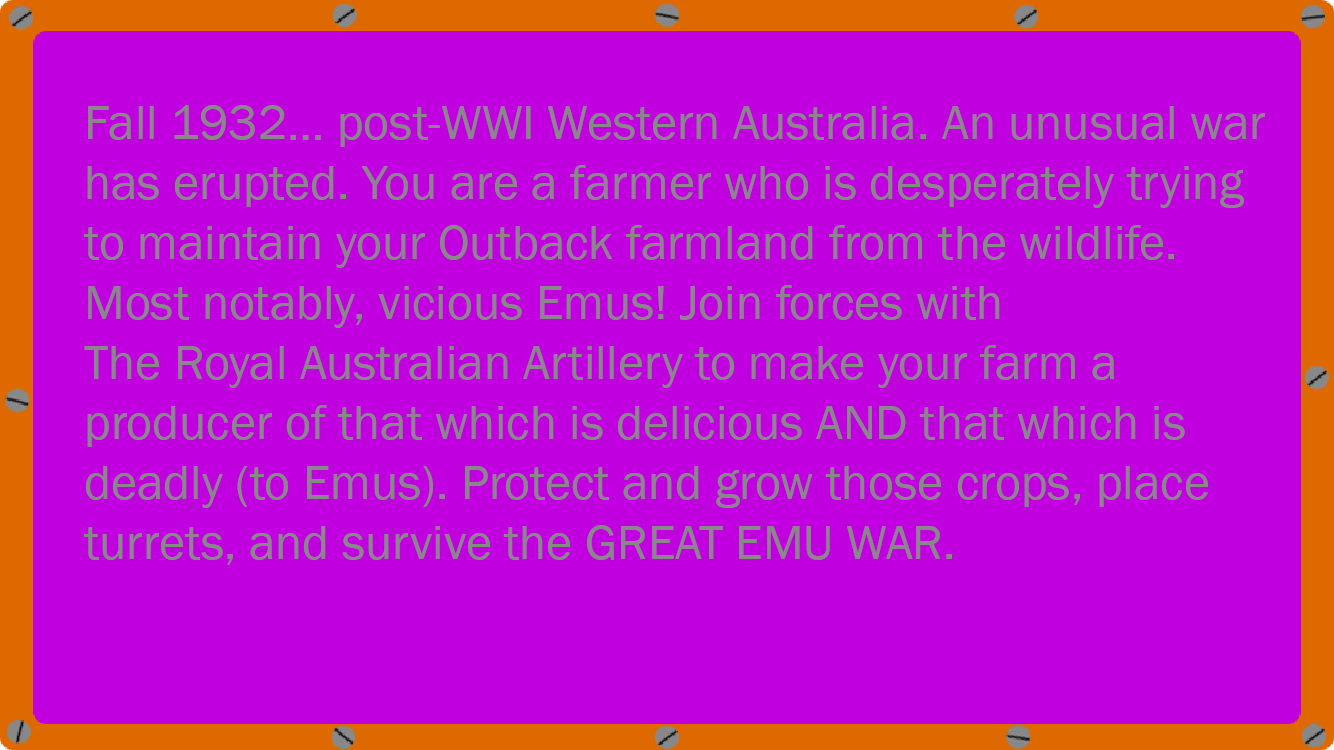 Fall 1932... post-WWI Western Australia. An unusual war
has erupted. You are a farmer who is desperately trying
to maintain your Outback farmland from the wildlife.
Most notably, vicious Emus! Join forces with
The Royal Australian Artillery to make your farm a
producer of that which is delicious AND that which is
deadly (to Emus). Protect and grow those crops, place
turrets, and survive the GREAT EMU WAR.